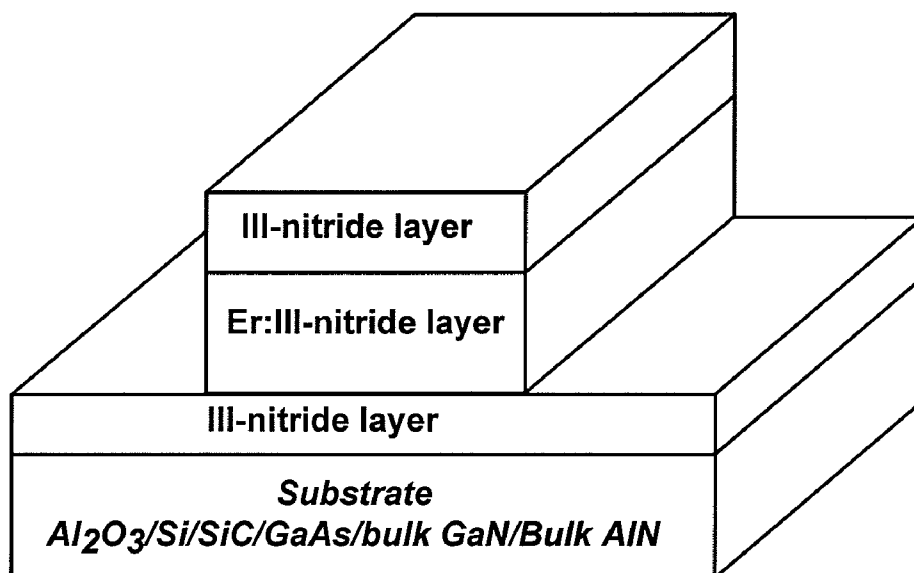 III-nitride layer
Er:III-nitride layer
III-nitride layer
Substrate
Al₂O₃/Si/SiC/GaAs/bulk GaN/Bulk AlN